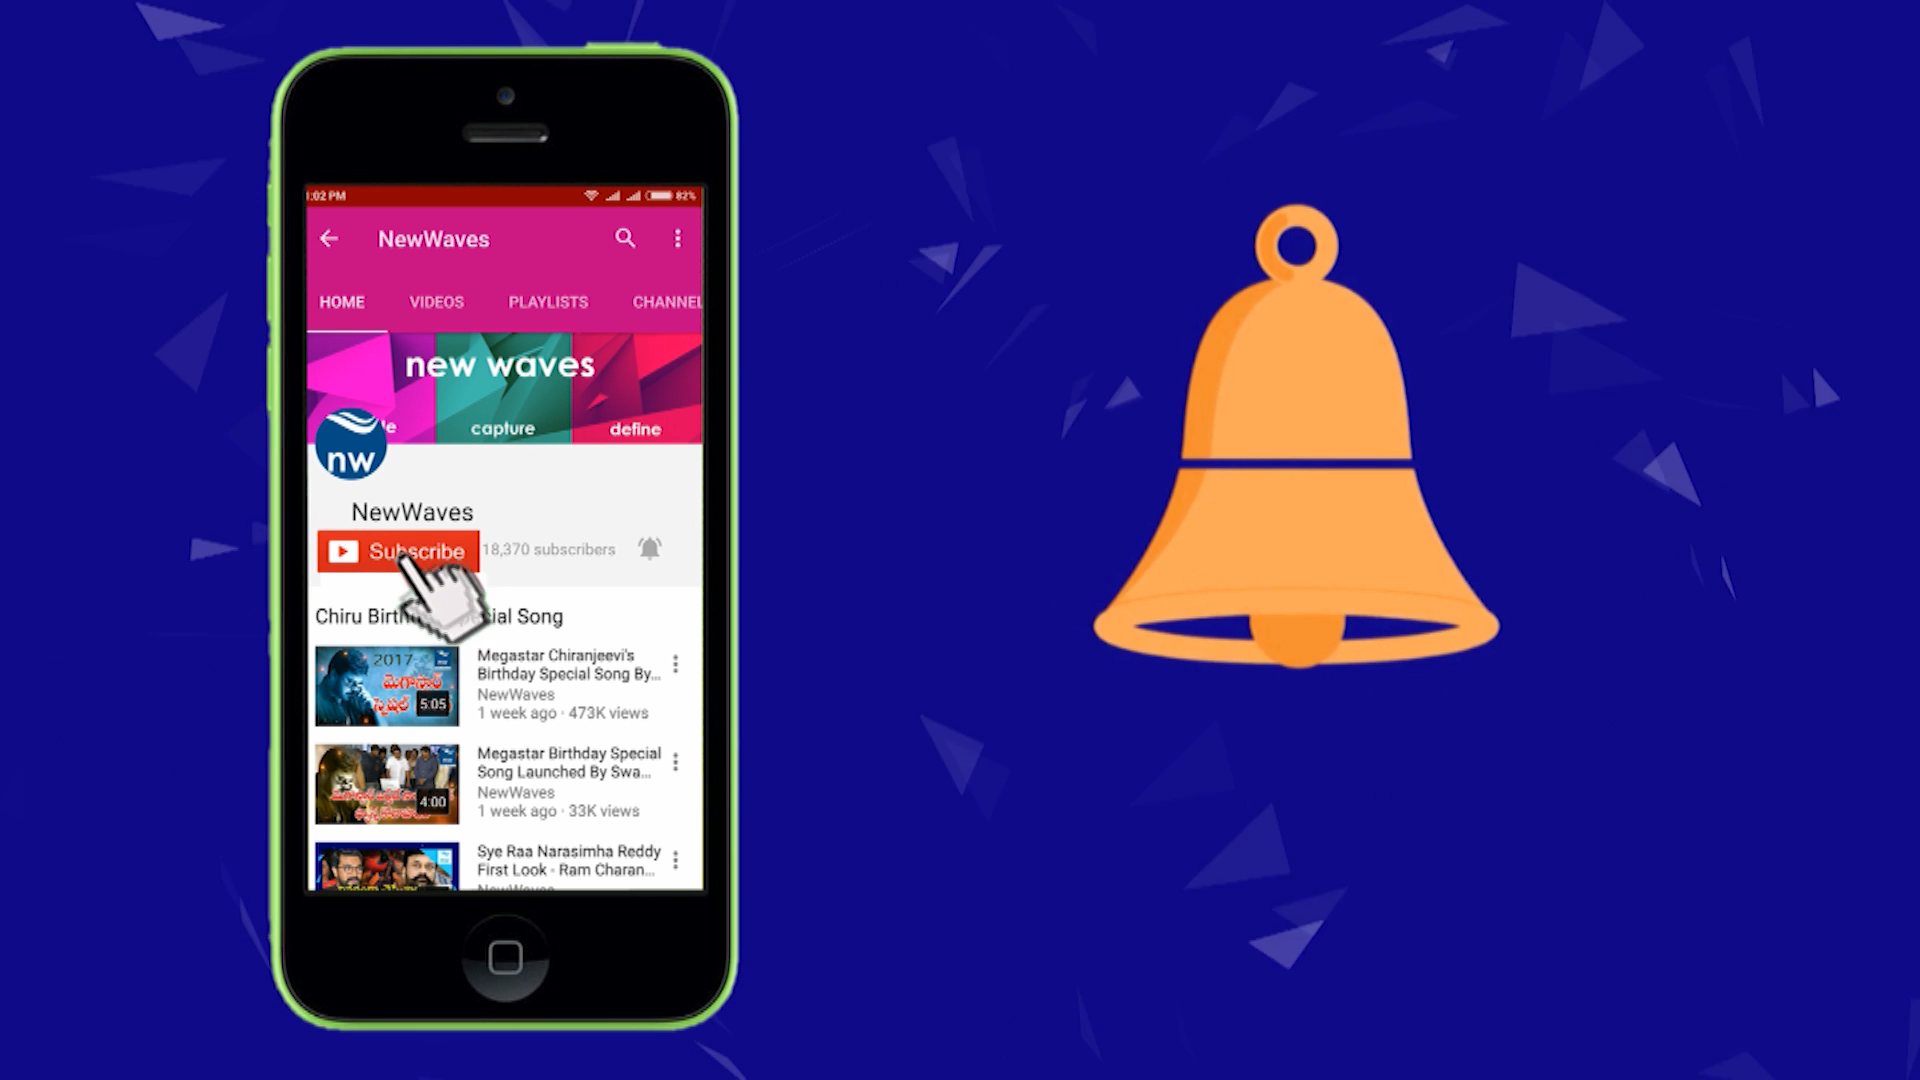 1:02 PM
82%
NewWaves
HOME VIDEOS PLAYLISTS CHANNEL
new waves
capture
define
nw
NewWaves
Subscribe
18,370 subscribers
Song
2017
మెగాస్టార్
స్పెషల్
5:05
Megastar Chiranjeevi's
Birthday Special Song By...
NewWaves
1 week ago · 473K views
4:00
Megastar Birthday Special
Song Launched By Swa...
NewWaves
1 week ago · 33K views
Sye Raa Narasimha Reddy
First Look - Ram Charan...